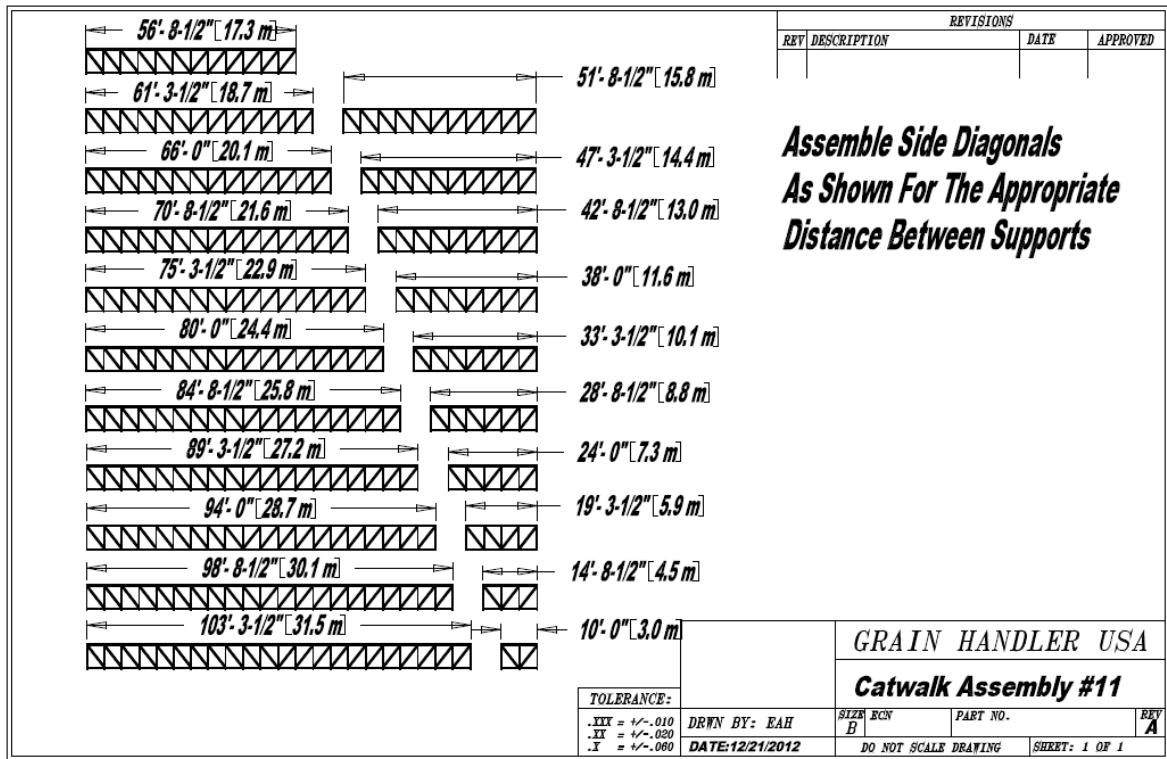 56'- 8-1/2" [17.3 m]
61'- 3-1/2" [18.7 m]
66'- 0" [20.1 m]
70'- 8-1/2" [21.6 m]
75'- 3-1/2" [22.9 m]
80'- 0" [24.4 m]
84'- 8-1/2" [25.8 m]
89'- 3-1/2" [27.2 m]
94'- 0" [28.7 m]
98'- 8-1/2" [30.1 m]
103'- 3-1/2" [31.5 m]
51'- 8-1/2" [15.8 m]
47'- 3-1/2" [14.4 m]
42'- 8-1/2" [13.0 m]
38'- 0" [11.6 m]
33'- 3-1/2" [10.1 m]
28'- 8-1/2" [8.8 m]
24'- 0" [7.3 m]
19'- 3-1/2" [5.9 m]
14'- 8-1/2" [4.5 m]
10'- 0" [3.0 m]
REVISIONS
REV DESCRIPTION DATE APPROVED
Assemble Side Diagonals
As Shown For The Appropriate
Distance Between Supports
TOLERANCE:
.XXX = +/-.010
.XX = +/-.020
.X = +/-.060
DRWN BY: EAH
DATE:12/21/2012
GRAIN HANDLER USA
Catwalk Assembly #11
SIZE B ECN PART NO. REV A
DO NOT SCALE DRAWING SHEET: 1 OF 1